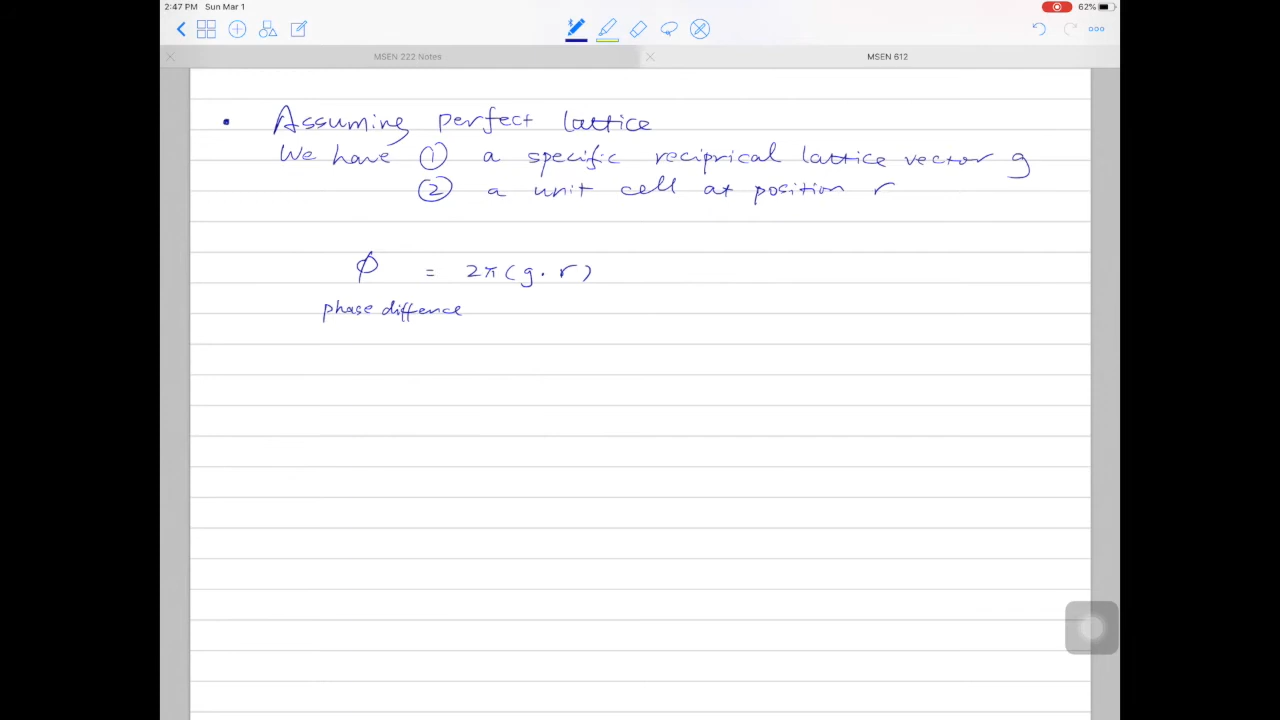 2:47 PM Sun Mar 1 62%
MSEN 222 Notes MSEN 612
• Assuming perfect lattice
We have ① a specific reciprical lattice vector g
② a unit cell at position r
∅ = 2π(g · r)
phase diffence